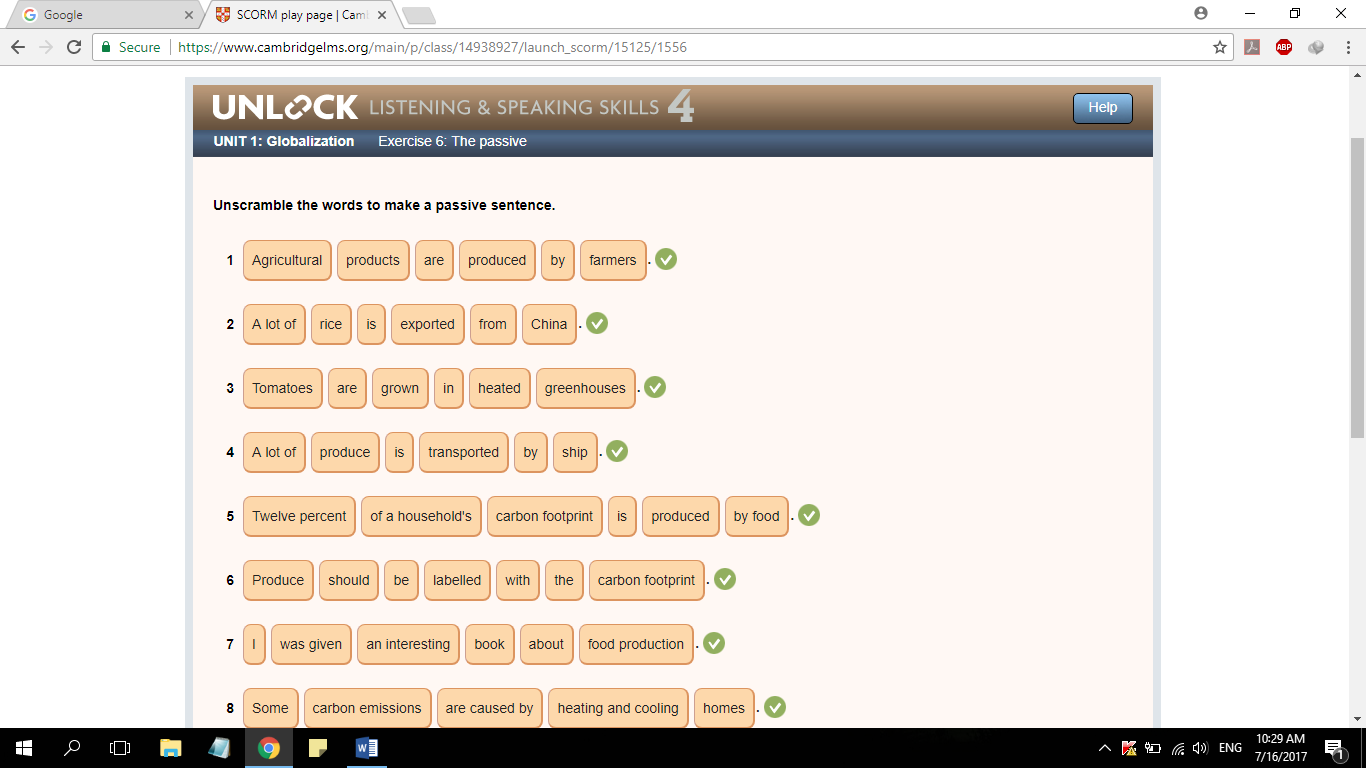 Google
SCORM play page | Cam
Secure https://www.cambridgelms.org/main/p/class/14938927/launch_scorm/15125/1556
ABP
UNLOCK LISTENING & SPEAKING SKILLS 4
Help
UNIT 1: Globalization Exercise 6: The passive
Unscramble the words to make a passive sentence.
1 Agricultural products are produced by farmers .
2 A lot of rice is exported from China .
3 Tomatoes are grown in heated greenhouses .
4 A lot of produce is transported by ship .
5 Twelve percent of a household's carbon footprint is produced by food .
6 Produce should be labelled with the carbon footprint .
7 I was given an interesting book about food production .
8 Some carbon emissions are caused by heating and cooling homes .
ENG
10:29 AM
7/16/2017
1